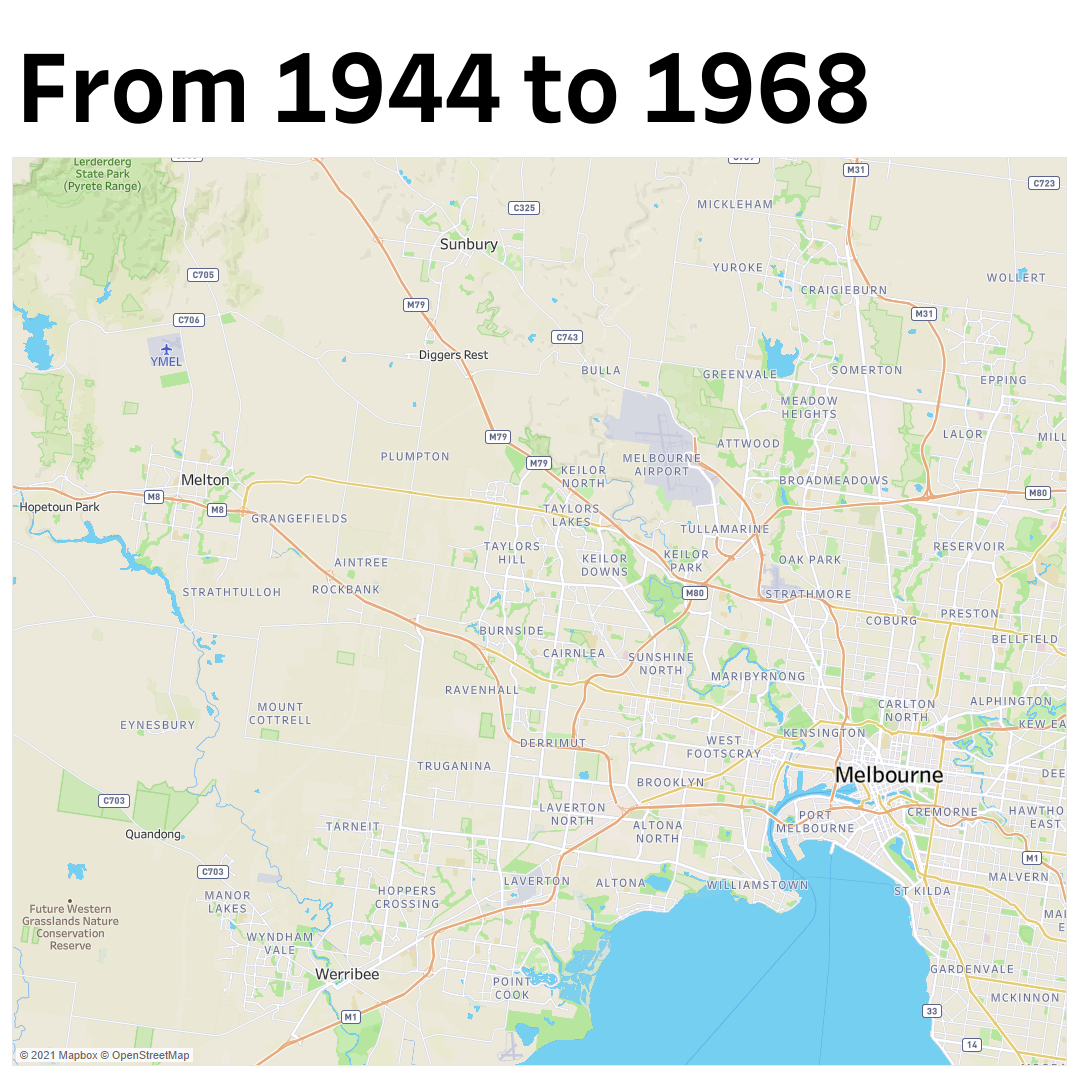 From 1944 to 1968
Lerderderg
State Park
(Pyrete Range)
M31
C723
C325
MICKLEHAM
Sunbury
C705
YUROKE
WOLLERT
CRAIGIEBURN
M79
M31
C706
C743
YMEL
Diggers Rest
BULLA
GREENVALE
SOMERTON
EPPING
MEADOW
HEIGHTS
M79
LALOR
MILL
ATTWOOD
PLUMPTON
M79
MELBOURNE
AIRPORT
KEILOR
NORTH
Melton
BROADMEADOWS
M8
M80
Hopetoun Park
M8
GRANGEFIELDS
TAYLORS
LAKES
TULLAMARINE
TAYLORS
HILL
RESERVOIR
AINTREE
KEILOR
DOWNS
KEILOR
PARK
OAK PARK
STRATHTULLOH
ROCKBANK
M80
STRATHMORE
COBURG
PRESTON
BURNSIDE
BELLFIELD
CAIRNLEA
SUNSHINE
NORTH
MARIBYRNONG
RAVENHALL
ALPHINGTON
CARLTON
NORTH
MOUNT
COTTRELL
EYNESBURY
KEW EA
KENSINGTON
DERRIMUT
WEST
FOOTSCRAY
TRUGANINA
Melbourne
DEE
BROOKLYN
C703
LAVERTON
NORTH
PORT
MELBOURNE
CREMORNE
HAWTHO
EAST
Quandong
TARNEIT
ALTONA
NORTH
M1
C703
MALVERN
LAVERTON
ALTONA
WILLIAMSTOWN
ST KILDA
MANOR
LAKES
HOPPERS
CROSSING
Future Western
Grasslands Nature
Conservation
Reserve
MAL
E
WYNDHAM
VALE
Werribee
GARDENVALE
POINT
COOK
MCKINNON
M1
33
14
© 2021 Mapbox © OpenStreetMap